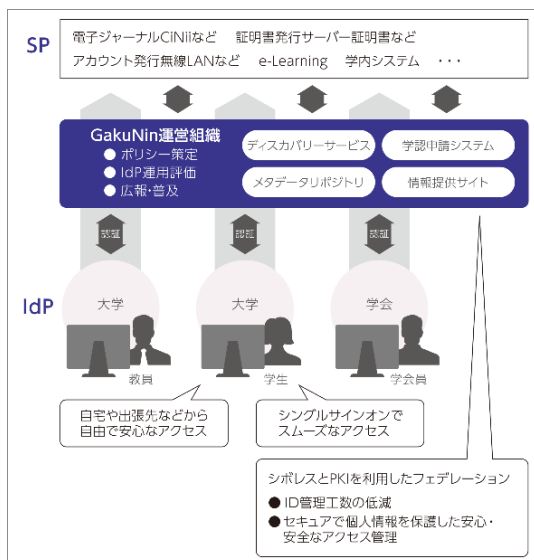 SP
電子ジャーナルCiNiiなど 証明書発行サーバー証明書など
アカウント発行無線LANなど e-Learning 学内システム ・・・
GakuNin運営組織
● ポリシー策定
● IdP運用評価
● 広報・普及
ディスカバリーサービス
学認申請システム
メタデータリポジトリ
情報提供サイト
認証
認証
認証
IdP
大学
大学
学会
教員
学生
学会員
自宅や出張先などから
自由で安心なアクセス
シングルサインオンで
スムーズなアクセス
シボレスとPKIを利用したフェデレーション
● ID管理工数の低減
● セキュアで個人情報を保護した安心・
安全なアクセス管理